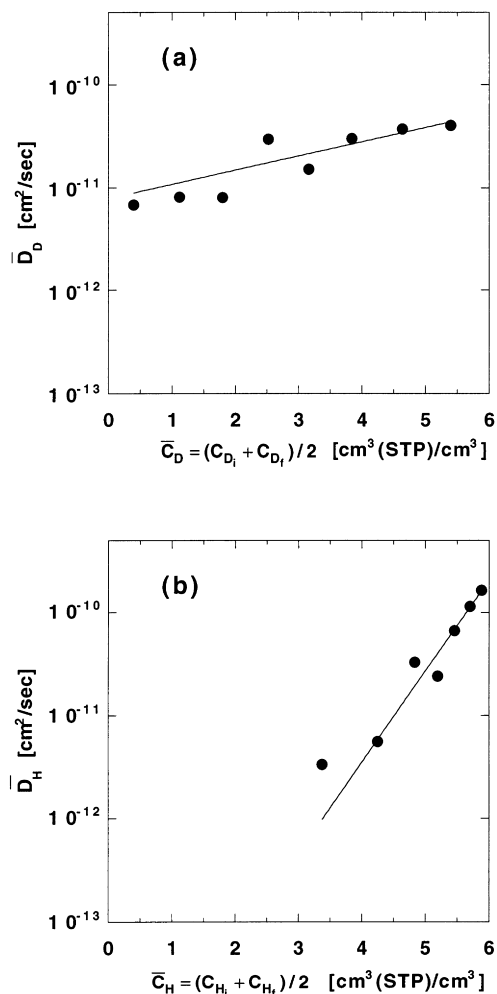 (a)
10⁻¹⁰
10⁻¹¹
10⁻¹²
10⁻¹³
D̅_D [cm²/sec]
0 1 2 3 4 5 6
C̅_D = (C_Di + C_Df) / 2 [cm³ (STP)/cm³]
(b)
10⁻¹⁰
10⁻¹¹
10⁻¹²
10⁻¹³
D̅_H [cm²/sec]
0 1 2 3 4 5 6
C̅_H = (C_Hi + C_Hf) / 2 [cm³ (STP)/cm³]